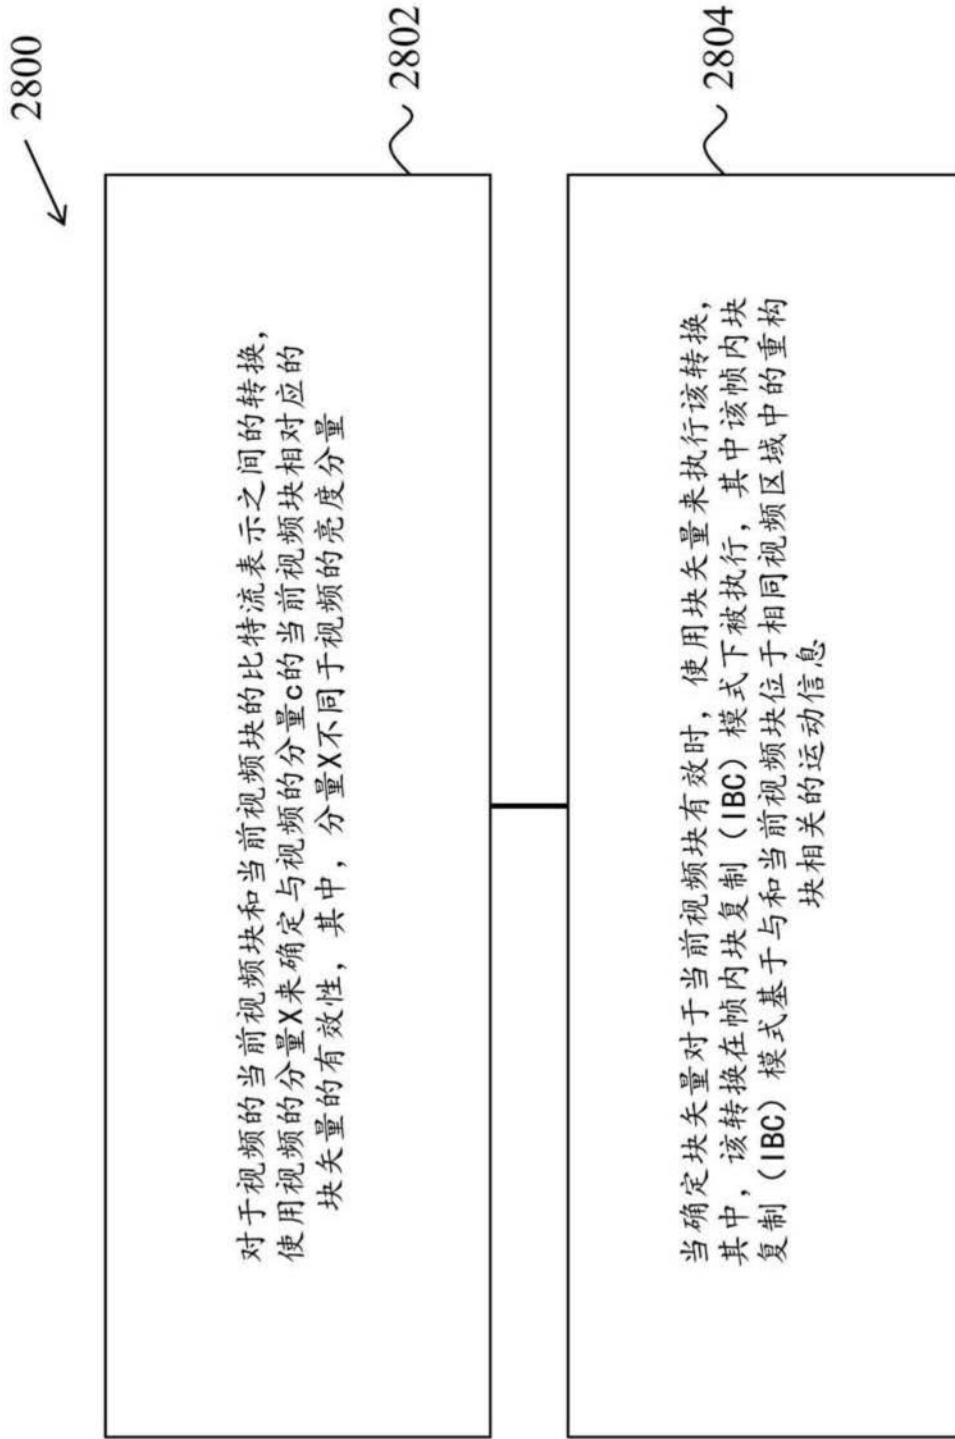 2800
对于视频的当前视频块和当前视频块的比特流表示之间的转换，
使用视频的分量X来确定与视频的分量c的当前视频块相对应的
块矢量的有效性，其中，分量X不同于视频的亮度分量
2802
当确定块矢量对于当前视频块有效时，使用块矢量来执行该转换，
其中，该转换在帧内块复制（IBC）模式下被执行，其中该帧内块
复制（IBC）模式基于与和当前视频块位于相同视频区域中的重构
块相关的运动信息
2804